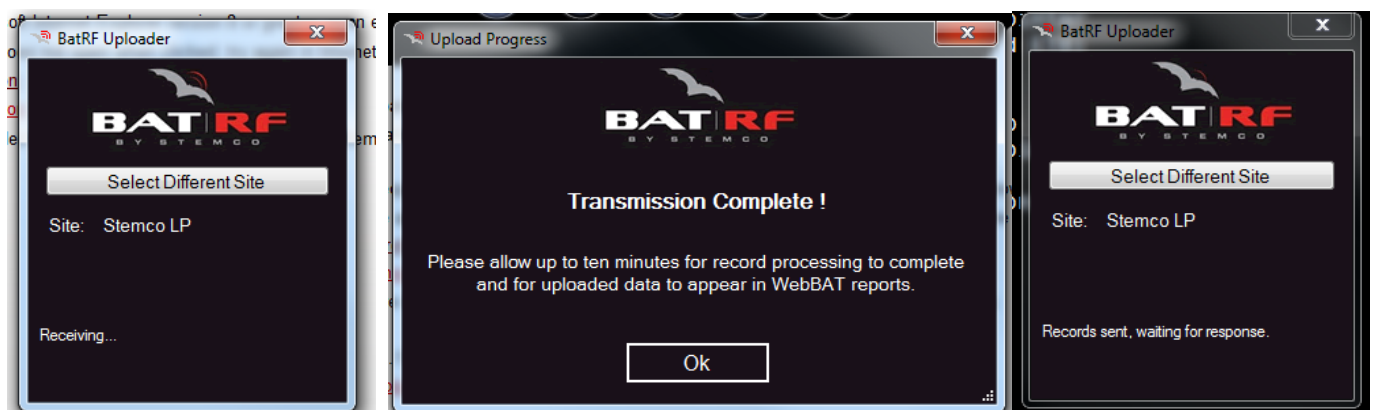 BatRF Uploader
BAT RF
BY STEMCO
Select Different Site
Site: Stemco LP
Receiving...
Upload Progress
BAT RF
BY STEMCO
Transmission Complete !
Please allow up to ten minutes for record processing to complete
and for uploaded data to appear in WebBAT reports.
Ok
BatRF Uploader
BAT RF
BY STEMCO
Select Different Site
Site: Stemco LP
Records sent, waiting for response.